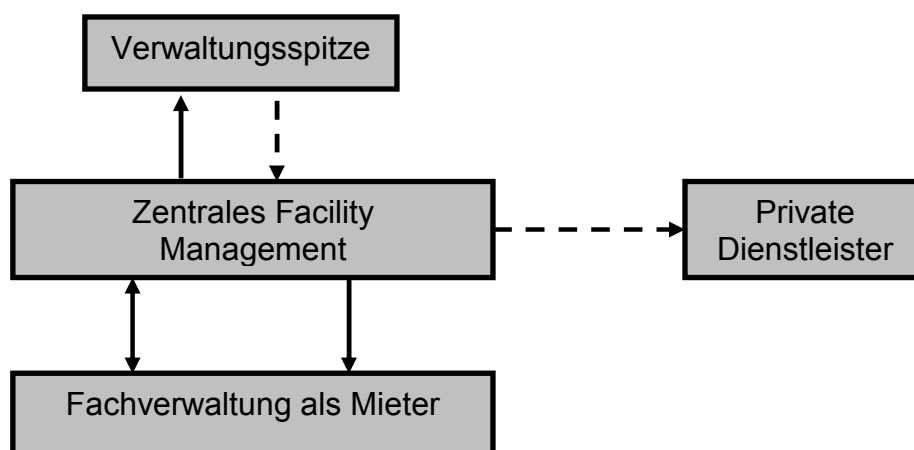 Verwaltungsspitze
Zentrales Facility
Management
Private
Dienstleister
Fachverwaltung als Mieter